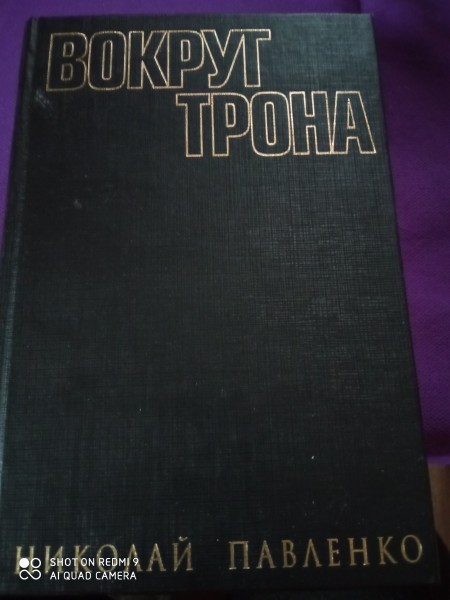 ВОКРУГ
ТРОНА
НИКОЛАЙ ПАВЛЕНКО
SHOT ON REDMI 9
AI QUAD CAMERA